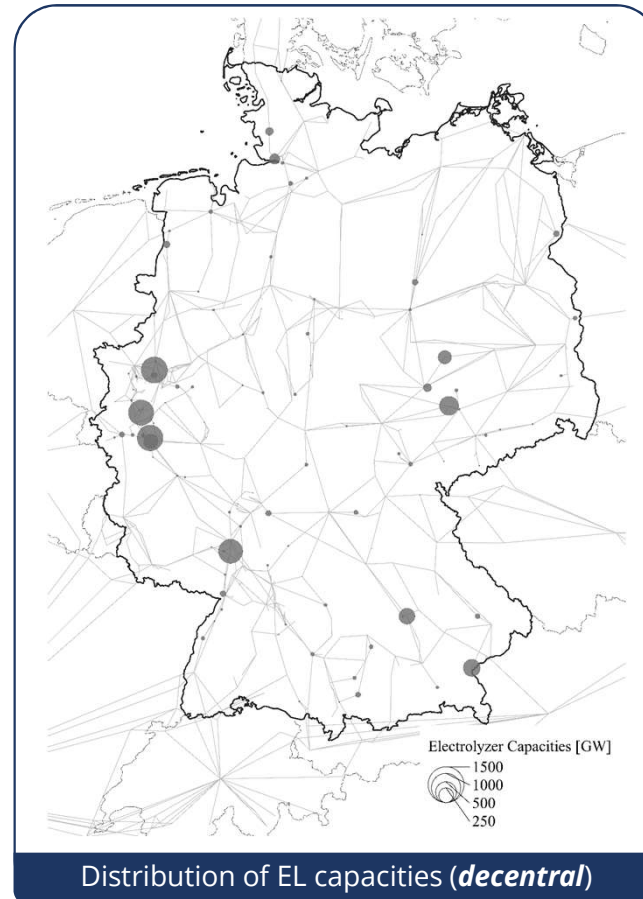 Electrolyzer Capacities [GW]
1500
1000
500
250
Distribution of EL capacities (decentral)